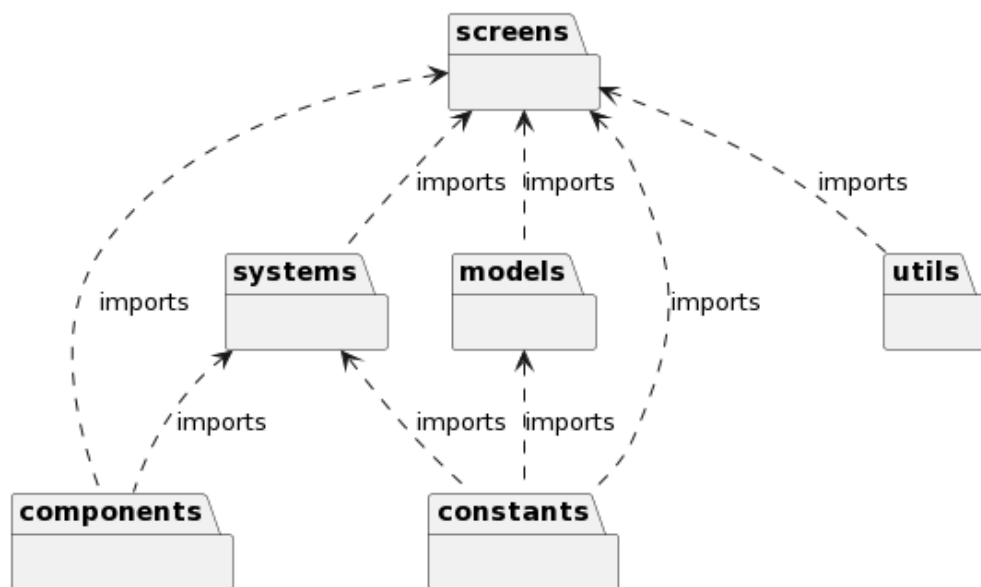 screens
imports
imports
imports
systems
models
utils
imports
imports
imports
imports
imports
components
constants